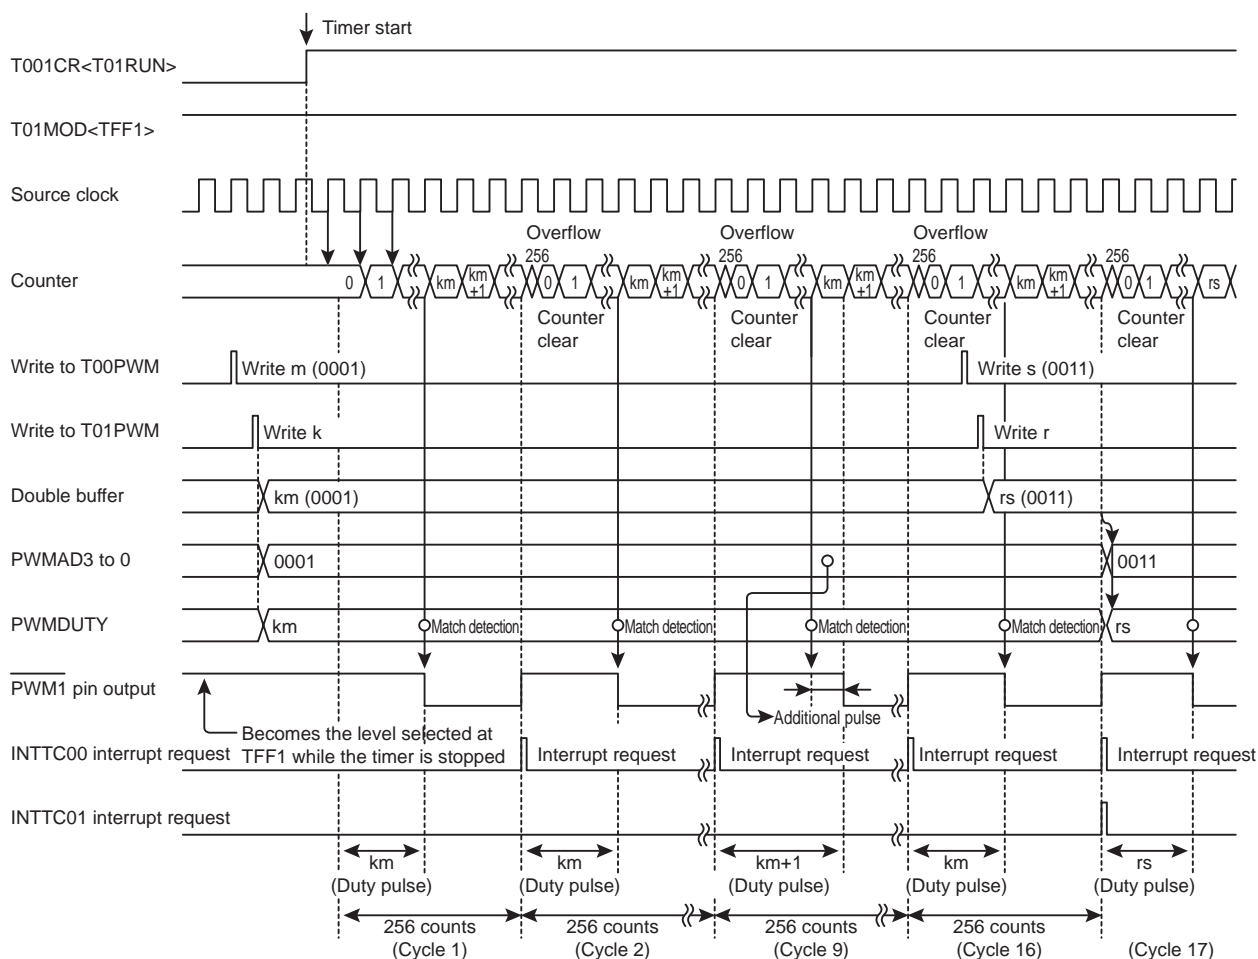 Timer start
T001CR<T01RUN>
T01MOD<TFF1>
Source clock
Overflow Overflow Overflow
256 256 256 256
Counter 0 1 km km +1 0 1 km km +1 0 1 km km +1 0 1 km km +1 0 1 rs
Counter clear Counter clear Counter clear Counter clear
Write to T00PWM Write m (0001) Write s (0011)
Write to T01PWM Write k Write r
Double buffer km (0001) rs (0011)
PWMAD3 to 0 0001 0011
PWMDUTY km Match detection Match detection Match detection Match detection rs
PWM1 pin output
Additional pulse
Becomes the level selected at
TFF1 while the timer is stopped
INTTC00 interrupt request Interrupt request Interrupt request Interrupt request Interrupt request
INTTC01 interrupt request
km km km+1 km rs
(Duty pulse) (Duty pulse) (Duty pulse) (Duty pulse) (Duty pulse)
256 counts 256 counts 256 counts 256 counts
(Cycle 1) (Cycle 2) (Cycle 9) (Cycle 16) (Cycle 17)